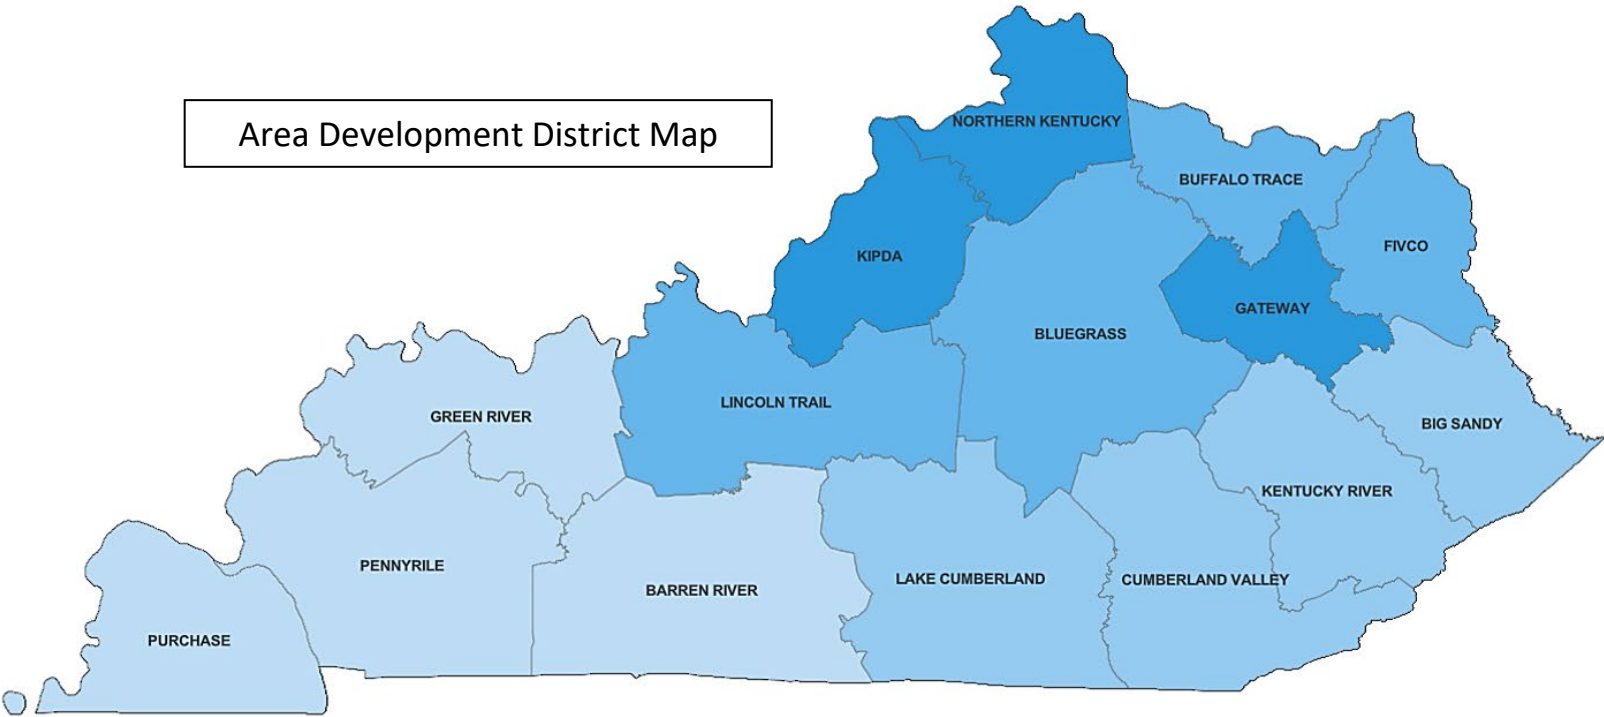 Area Development District Map
NORTHERN KENTUCKY
BUFFALO TRACE
FIVCO
KIPDA
GATEWAY
BLUEGRASS
LINCOLN TRAIL
GREEN RIVER
BIG SANDY
KENTUCKY RIVER
PENNYRILE
LAKE CUMBERLAND
CUMBERLAND VALLEY
BARREN RIVER
PURCHASE